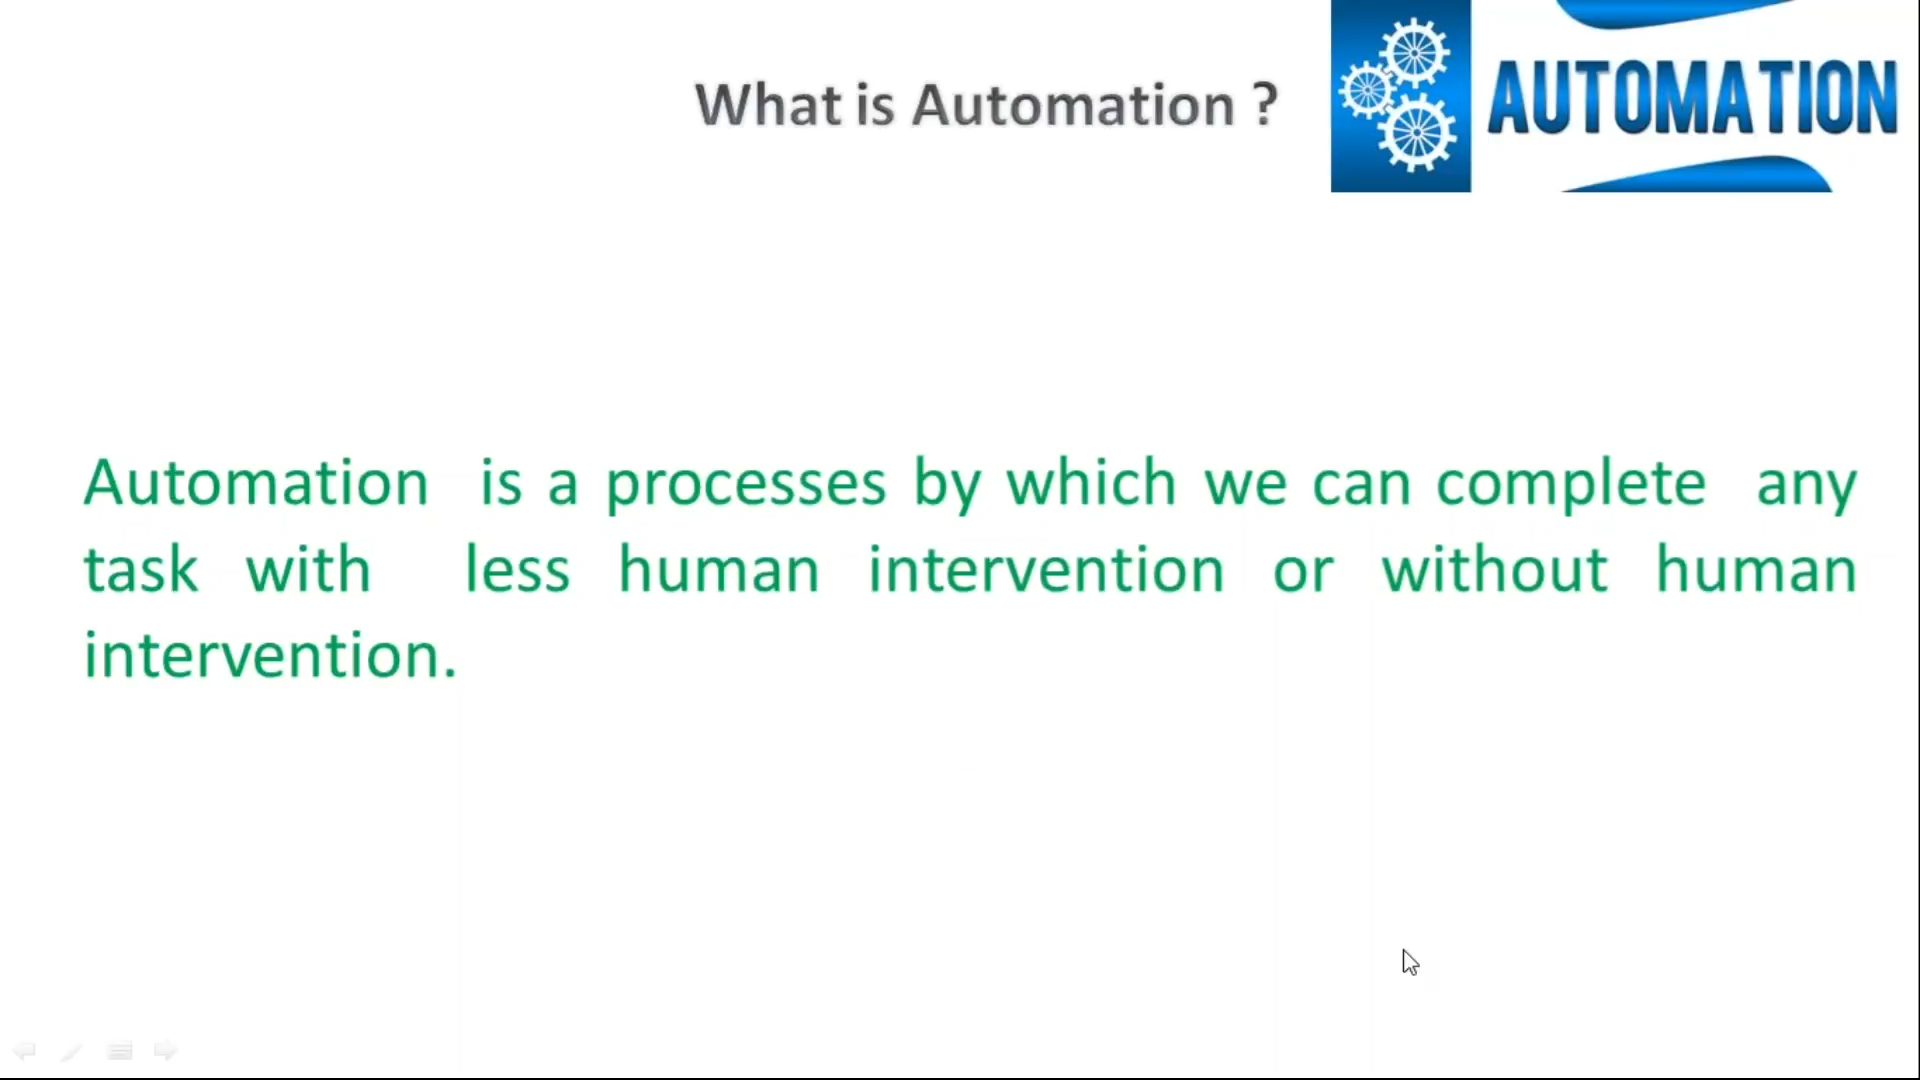 What is Automation ?
AUTOMATION
Automation is a processes by which we can complete any
task with less human intervention or without human
intervention.